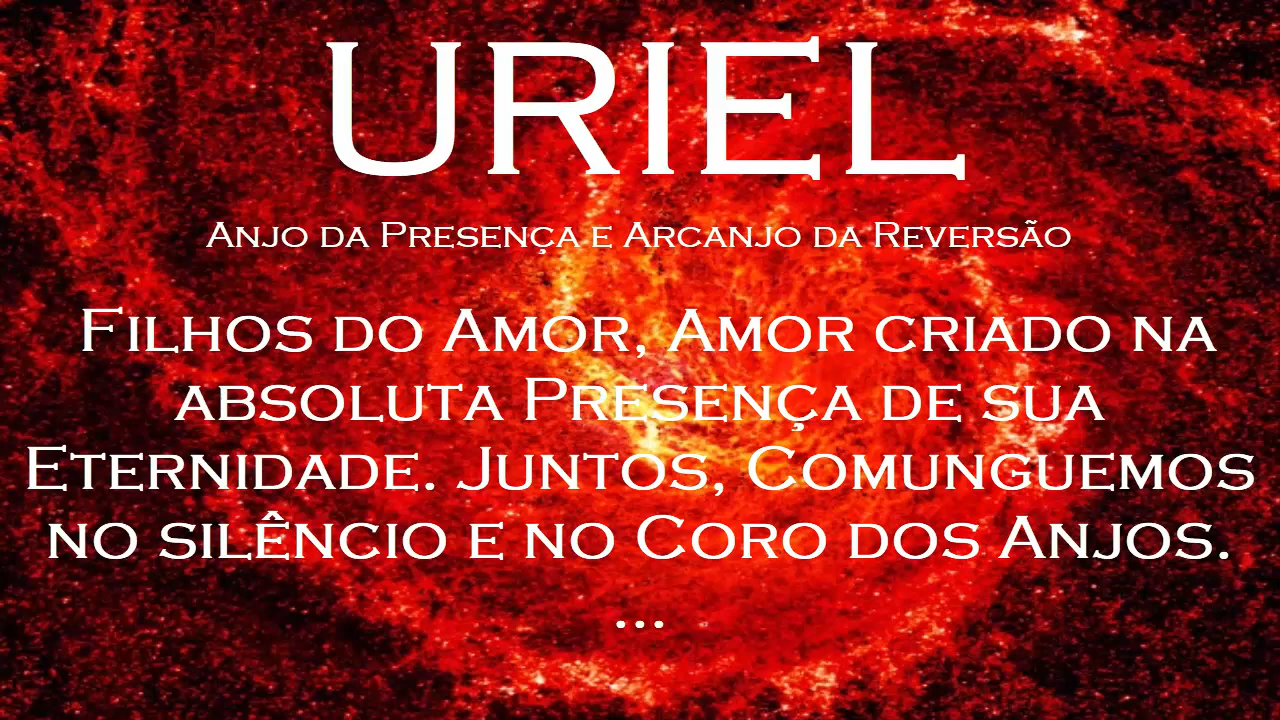 URIEL
Anjo da Presença e Arcanjo da Reversão
Filhos do Amor, Amor criado na
absoluta Presença de sua
Eternidade. Juntos, Comunguemos
no silêncio e no Coro dos Anjos.
...